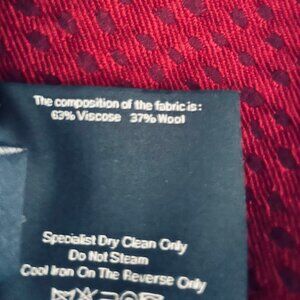 The composition of the fabric is :
63% Viscose 37% Wool
Specialist Dry Clean Only
Do Not Steam
Cool Iron On The Reverse Only